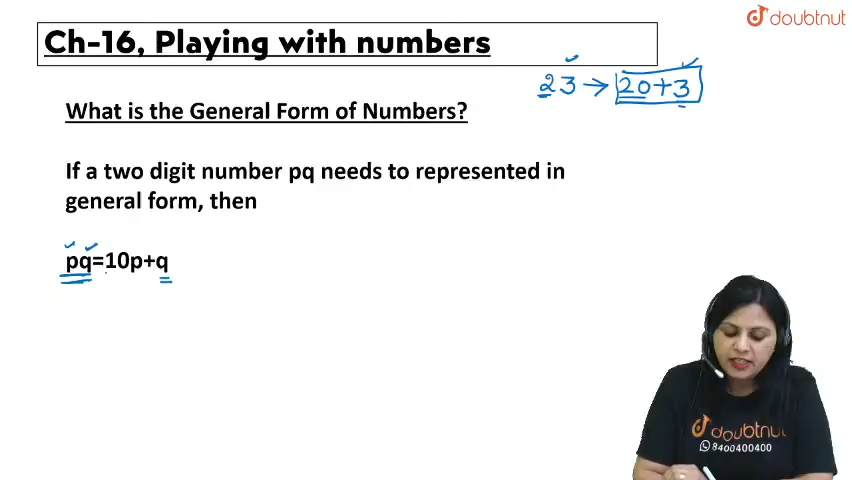 doubtnut
Ch-16, Playing with numbers
23 → 20+3
What is the General Form of Numbers?
If a two digit number pq needs to represented in
general form, then
pq=10p+q
doubtnut
8400400400